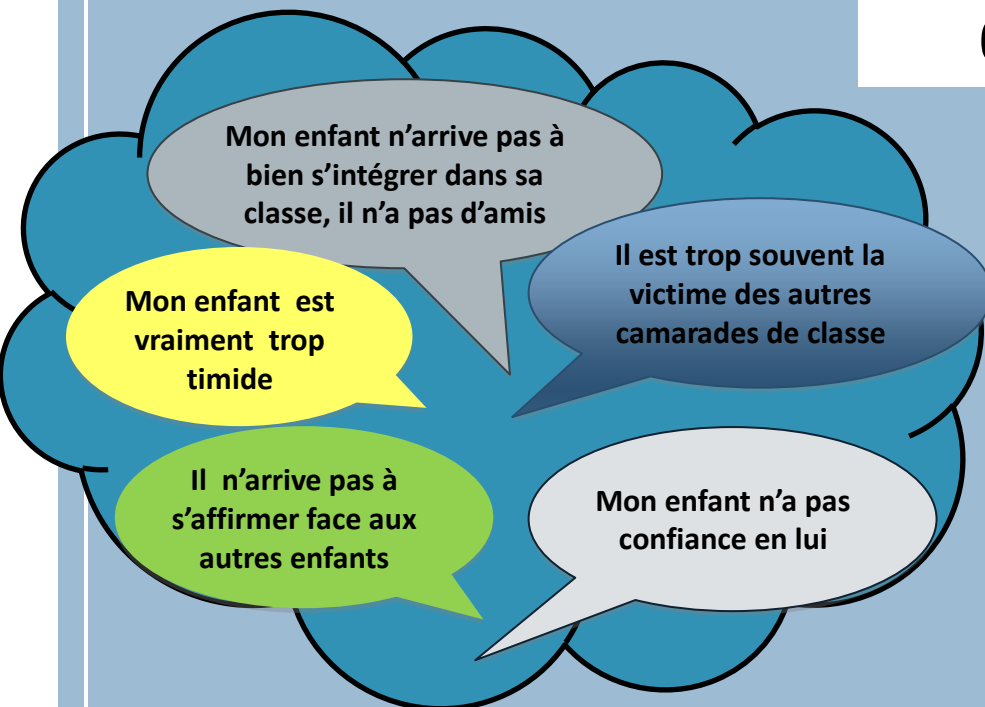 Mon enfant n’arrive pas à
bien s’intégrer dans sa
classe, il n’a pas d’amis
Il est trop souvent la
victime des autres
camarades de classe
Mon enfant est
vraiment trop
timide
Il n’arrive pas à
s’affirmer face aux
autres enfants
Mon enfant n’a pas
confiance en lui